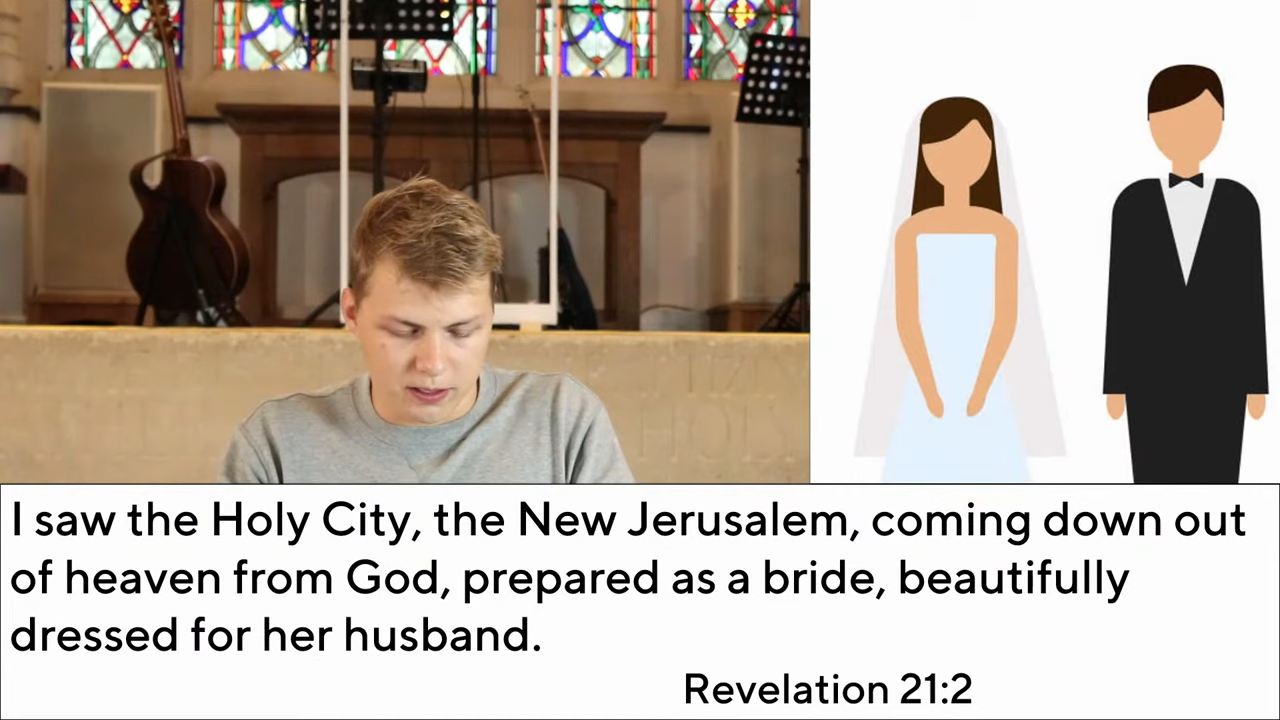 HOLY
I saw the Holy City, the New Jerusalem, coming down out
of heaven from God, prepared as a bride, beautifully
dressed for her husband.
Revelation 21:2